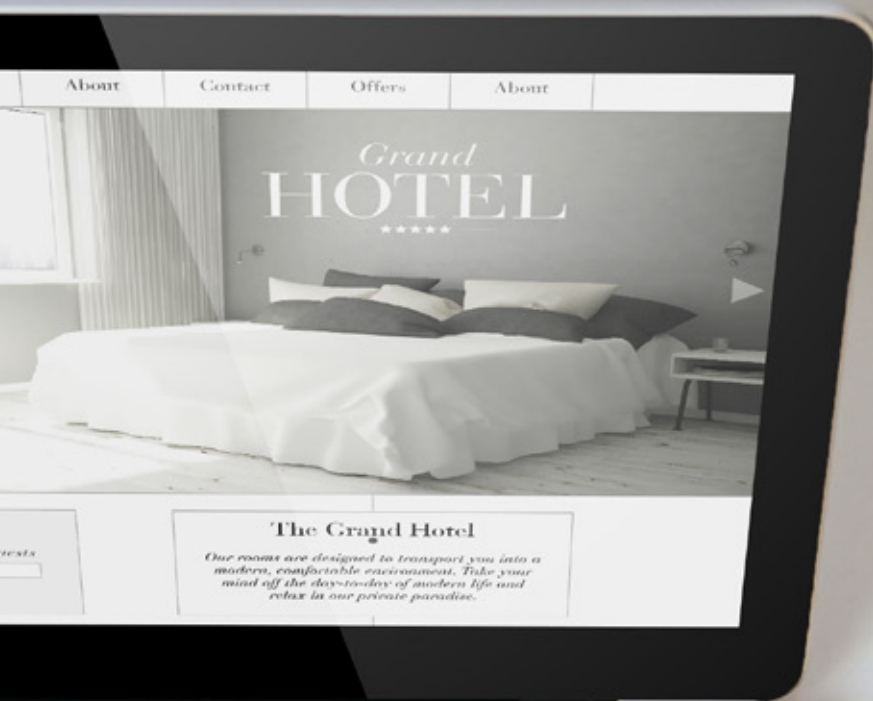 About Contact Offers About
Grand
HOTEL
The Grand Hotel
uests
Our rooms are designed to transport you into a
modern, comfortable environment. Take your
mind off the day-to-day of modern life and
relax in our private paradise.